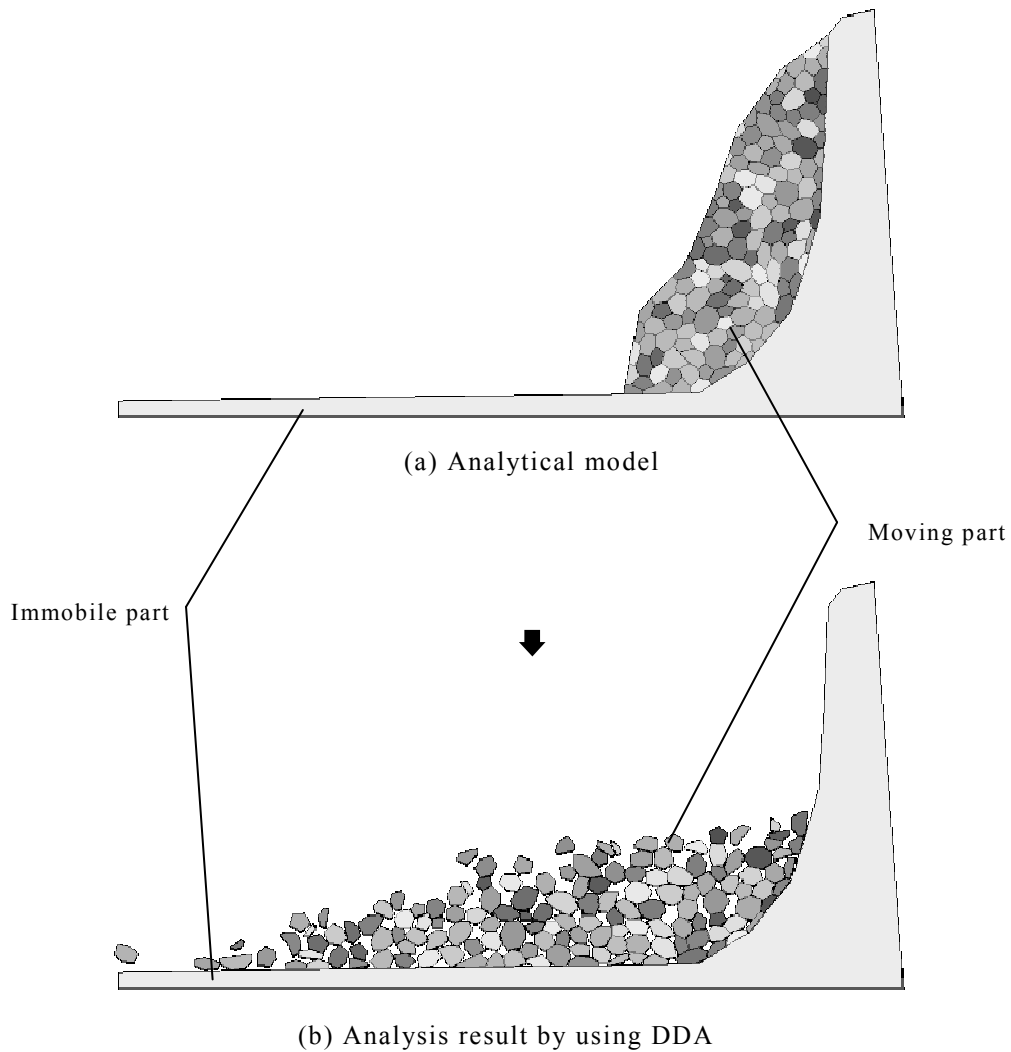 (a) Analytical model
Moving part
Immobile part
(b) Analysis result by using DDA